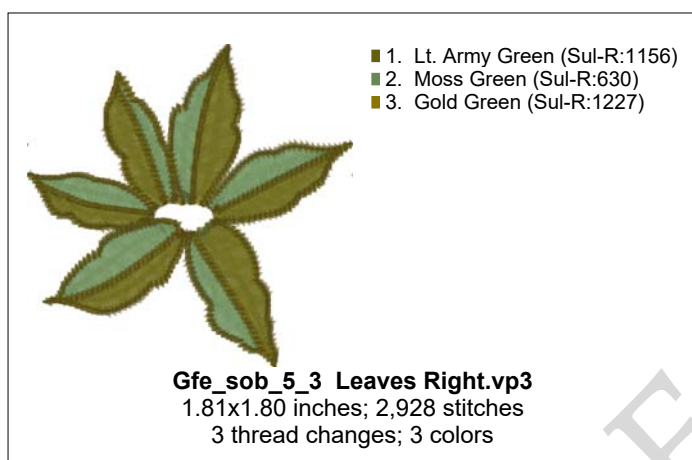 1. Lt. Army Green (Sul-R:1156)
2. Moss Green (Sul-R:630)
3. Gold Green (Sul-R:1227)
Gfe_sob_5_3 Leaves Right.vp3
1.81x1.80 inches; 2,928 stitches
3 thread changes; 3 colors